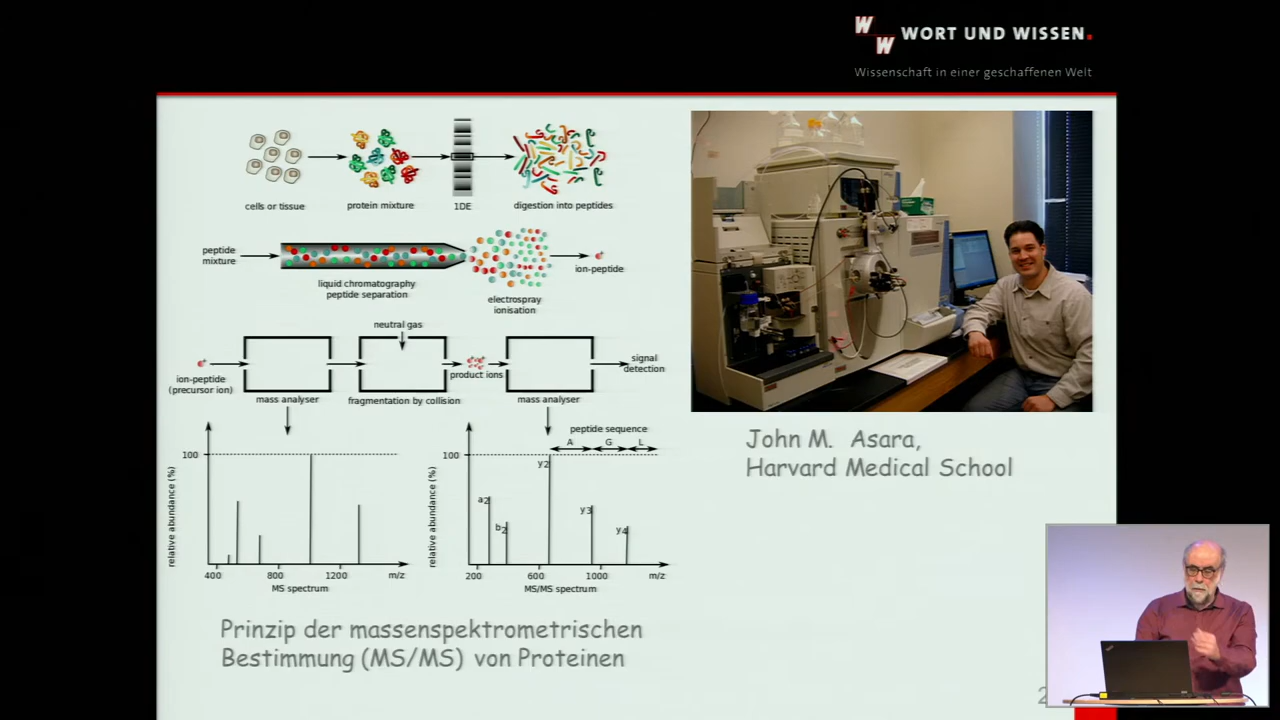 W
W
WORT UND WISSEN.
Wissenschaft in einer geschaffenen Welt
cells or tissue
protein mixture
1DE
digestion into peptides
peptide
mixture
liquid chromatography
peptide separation
electrospray
ionisation
ion-peptide
neutral gas
ion-peptide
(precursor ion)
mass analyser
fragmentation by collision
product ions
mass analyser
signal
detection
relative abundance (%)
100
400
800
1200
m/z
MS spectrum
relative abundance (%)
100
peptide sequence
A
G
L
a2
b2
y2
y3
y4
200
600
1000
m/z
MS/MS spectrum
Prinzip der massenspektrometrischen
Bestimmung (MS/MS) von Proteinen
John M. Asara,
Harvard Medical School